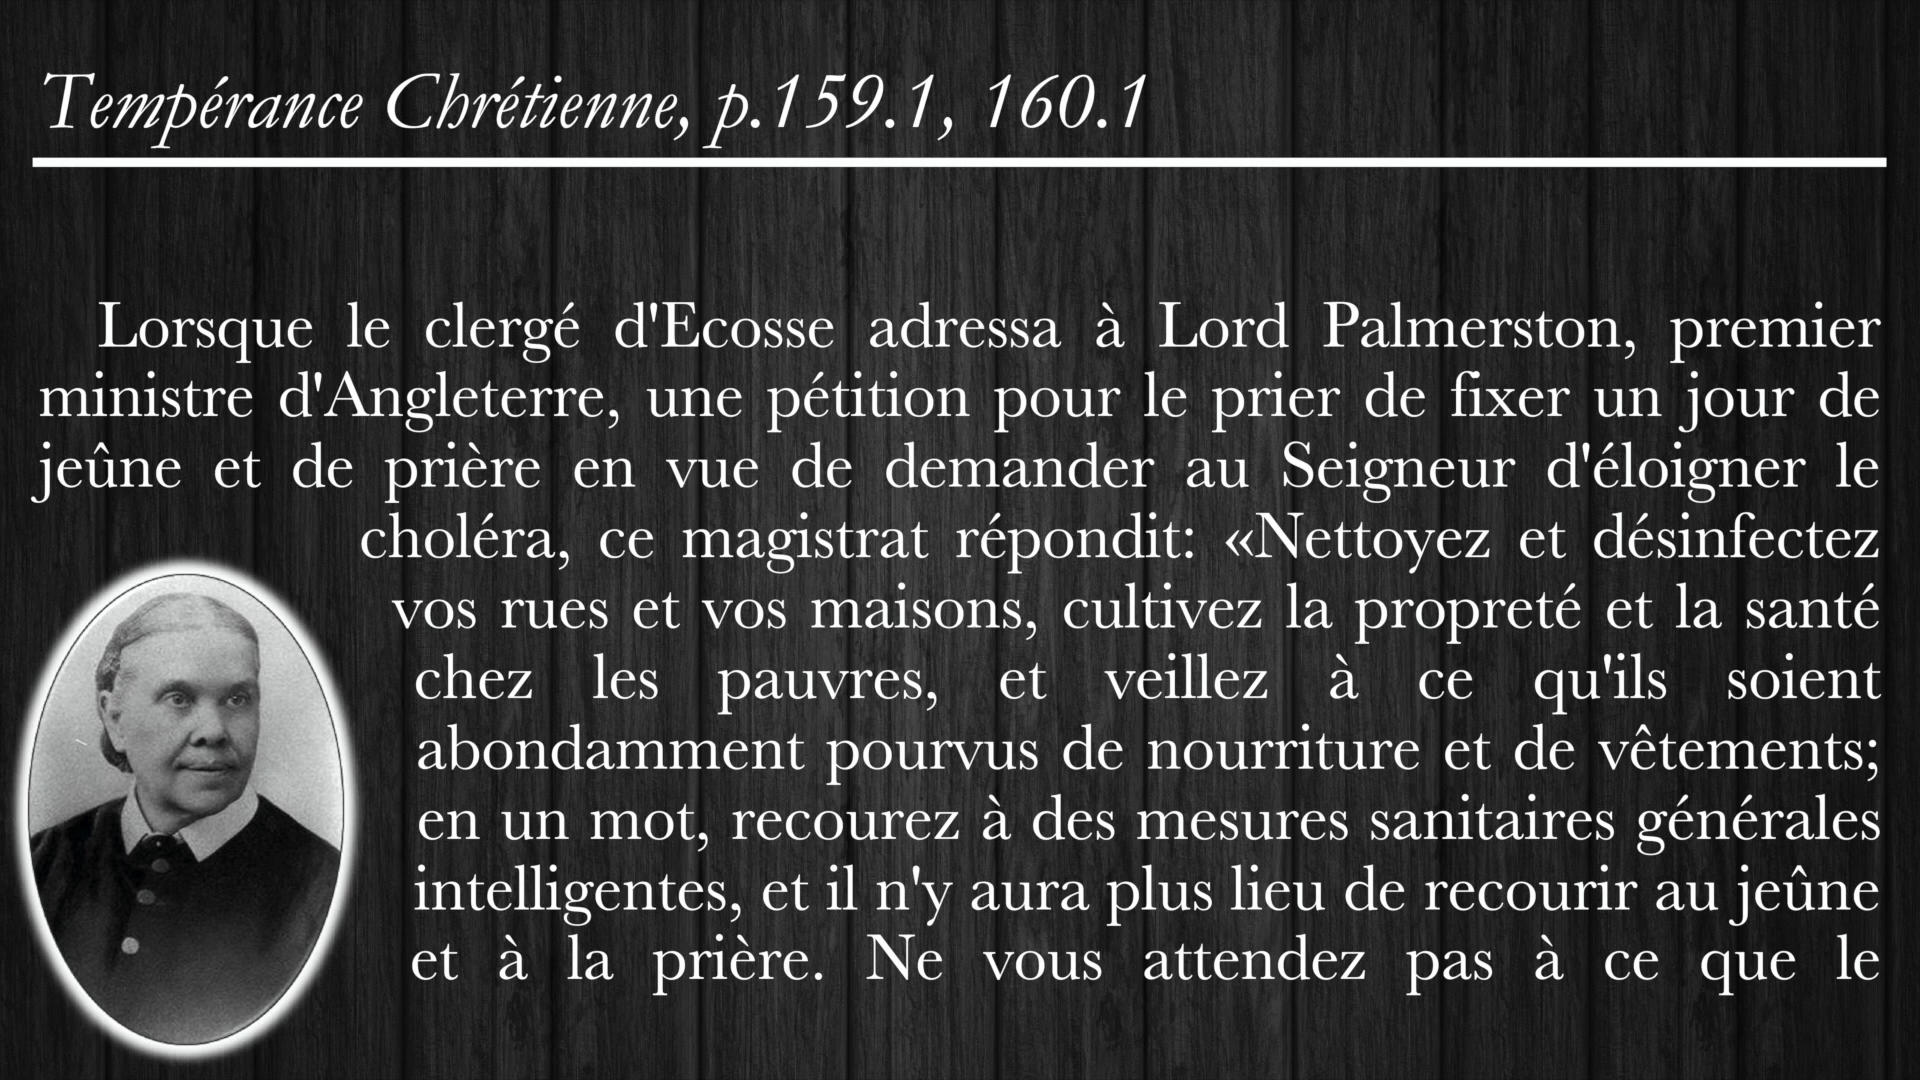 Tempérance Chrétienne, p.159.1, 160.1
Lorsque le clergé d'Ecosse adressa à Lord Palmerston, premier
ministre d'Angleterre, une pétition pour le prier de fixer un jour de
jeûne et de prière en vue de demander au Seigneur d'éloigner le
choléra, ce magistrat répondit: «Nettoyez et désinfectez
vos rues et vos maisons, cultivez la propreté et la santé
chez les pauvres, et veillez à ce qu'ils soient
abondamment pourvus de nourriture et de vêtements;
en un mot, recourez à des mesures sanitaires générales
intelligentes, et il n'y aura plus lieu de recourir au jeûne
et à la prière. Ne vous attendez pas à ce que le